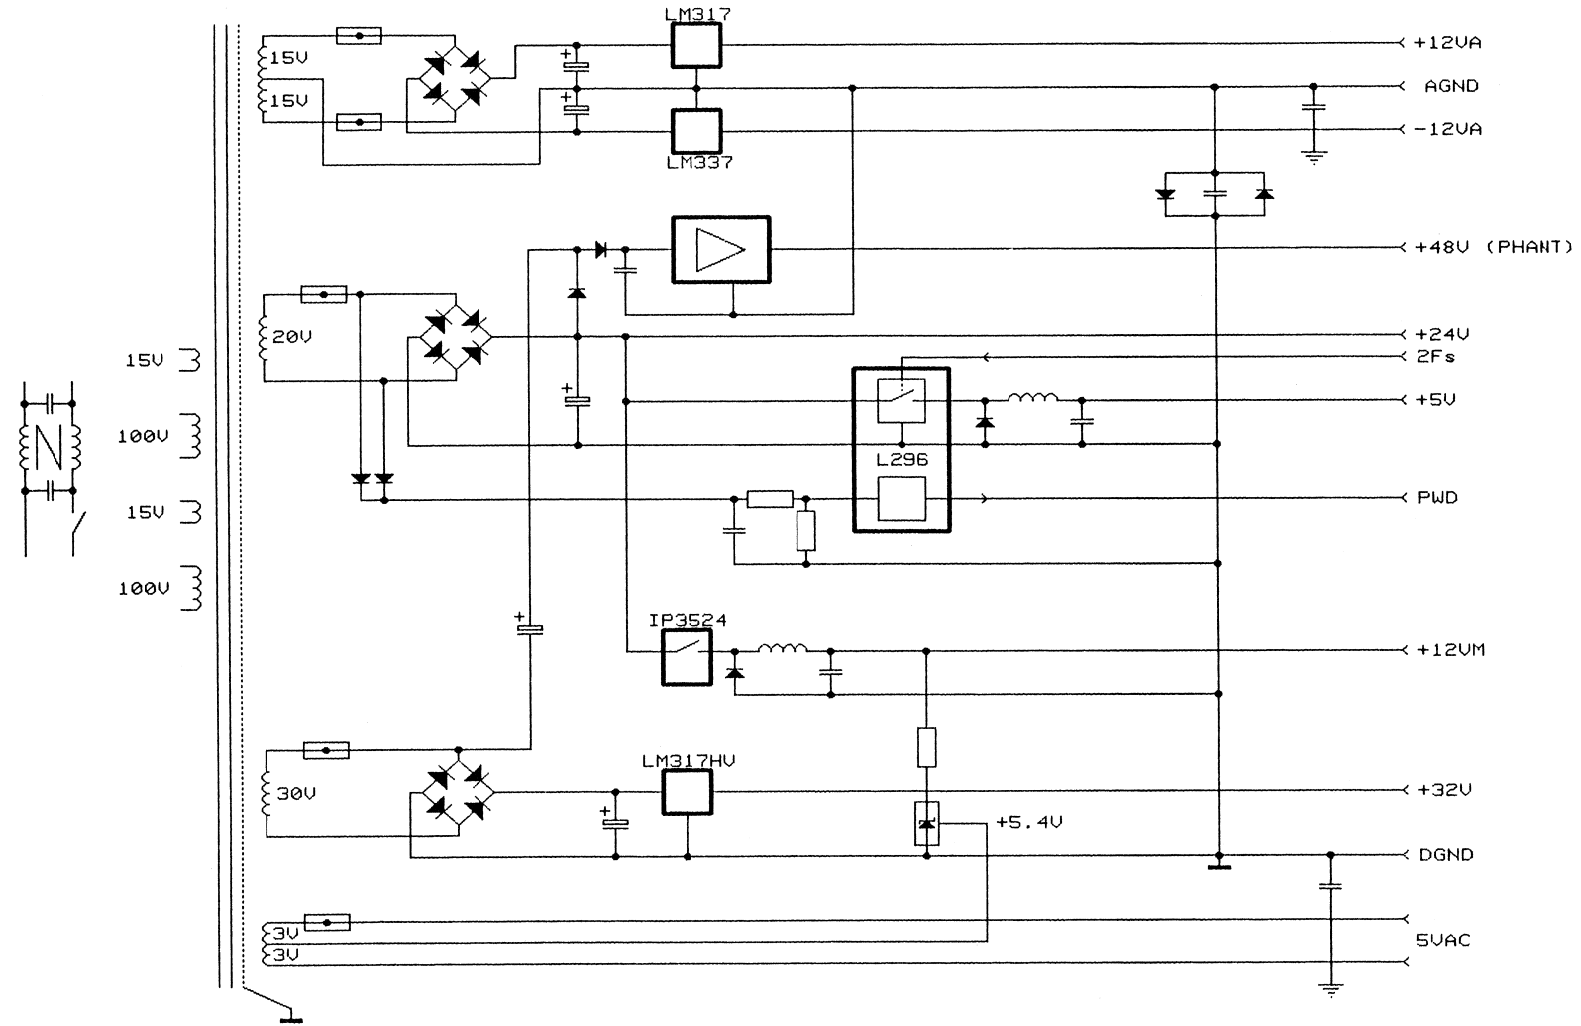 LM317
+12VA
15V
AGND
15V
-12VA
LM337
+48V (PHANT)
20V
+24V
2Fs
15V
+5V
100V
N
L296
PWD
15V
100V
IP3524
+12VM
LM317HV
30V
+32V
+5.4V
DGND
3V
5VAC
3V